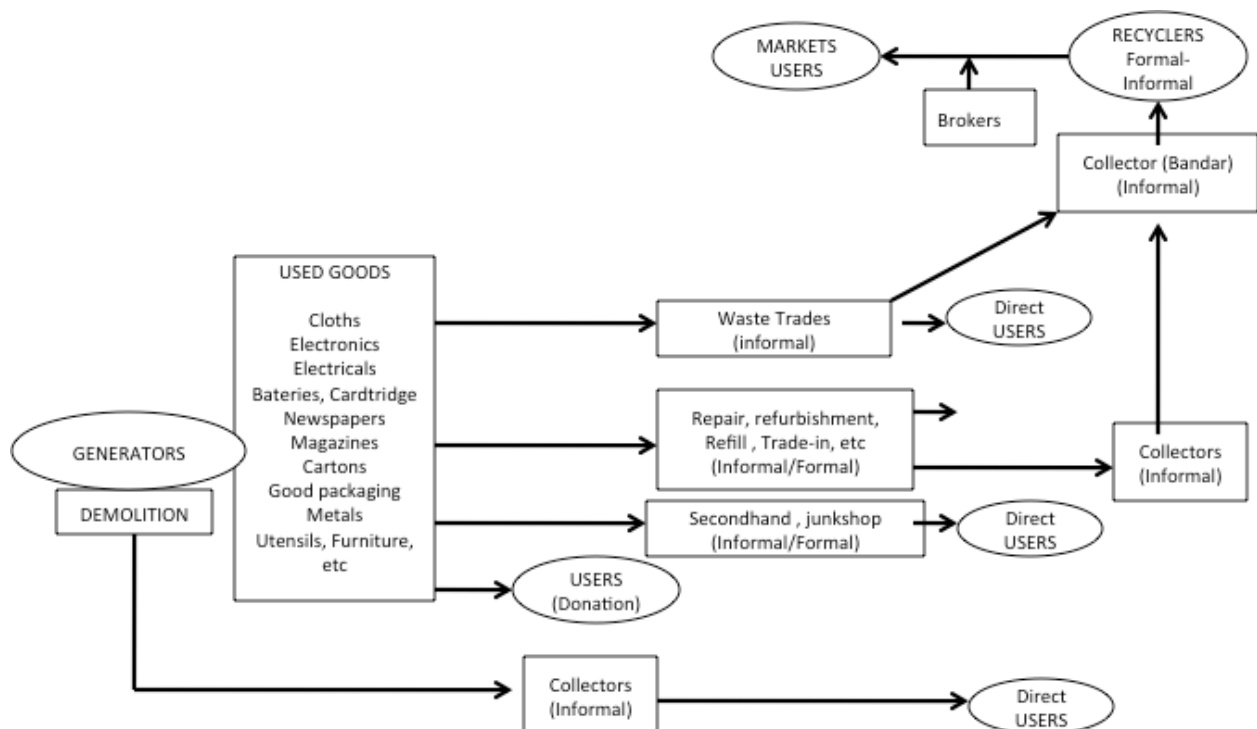 MARKETS
USERS
RECYCLERS
Formal-
Informal
Brokers
Collector (Bandar)
(Informal)
USED GOODS
Cloths
Electronics
Electricals
Bateries, Cardtridge
Newspapers
Magazines
Cartons
Good packaging
Metals
Utensils, Furniture,
etc
Waste Trades
(informal)
Direct
USERS
Repair, refurbishment,
Refill , Trade-in, etc
(Informal/Formal)
Collectors
(Informal)
GENERATORS
DEMOLITION
Secondhand , junkshop
(Informal/Formal)
Direct
USERS
USERS
(Donation)
Collectors
(Informal)
Direct
USERS